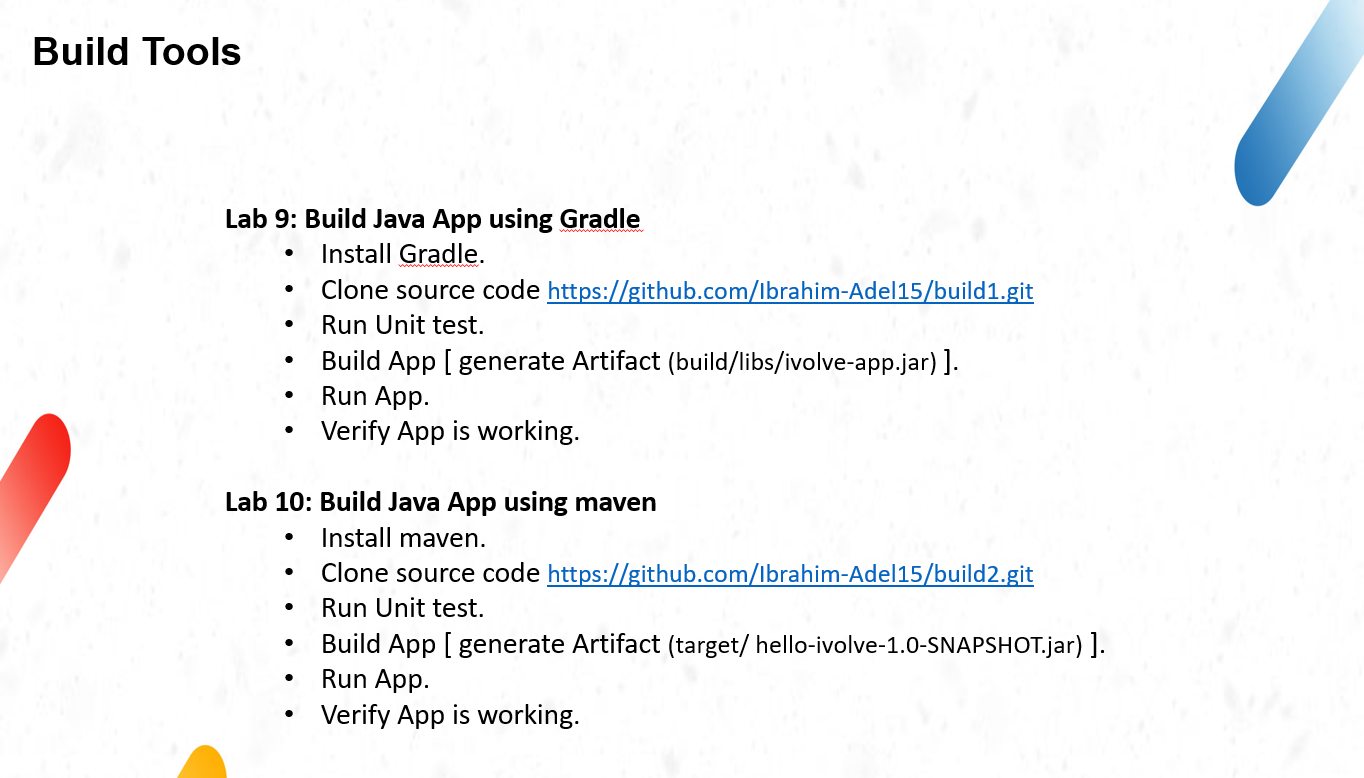 Build Tools
Lab 9: Build Java App using Gradle
• Install Gradle.
• Clone source code https://github.com/Ibrahim-Adel15/build1.git
• Run Unit test.
• Build App [ generate Artifact (build/libs/ivolve-app.jar) ].
• Run App.
• Verify App is working.
Lab 10: Build Java App using maven
• Install maven.
• Clone source code https://github.com/Ibrahim-Adel15/build2.git
• Run Unit test.
• Build App [ generate Artifact (target/ hello-ivolve-1.0-SNAPSHOT.jar) ].
• Run App.
• Verify App is working.